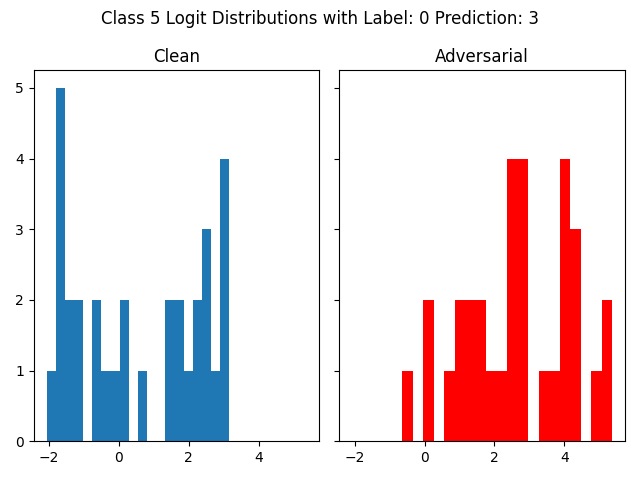 Class 5 Logit Distributions with Label: 0 Prediction: 3
Clean
Adversarial
5
4
3
2
1
0
−2 0 2 4
−2 0 2 4